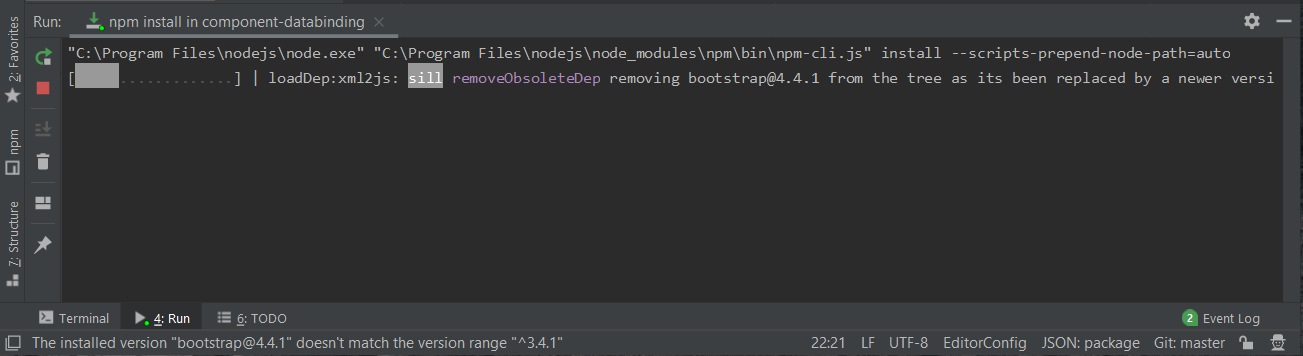 Run: npm install in component-databinding
"C:\Program Files\nodejs\node.exe" "C:\Program Files\nodejs\node_modules\npm\bin\npm-cli.js" install --scripts-prepend-node-path=auto
[ .............] | loadDep:xml2js: sill removeObsoleteDep removing bootstrap@4.4.1 from the tree as its been replaced by a newer versi
2: Favorites
npm
7: Structure
Terminal 4: Run 6: TODO 2 Event Log
The installed version "bootstrap@4.4.1" doesn't match the version range "^3.4.1" 22:21 LF UTF-8 EditorConfig JSON: package Git: master